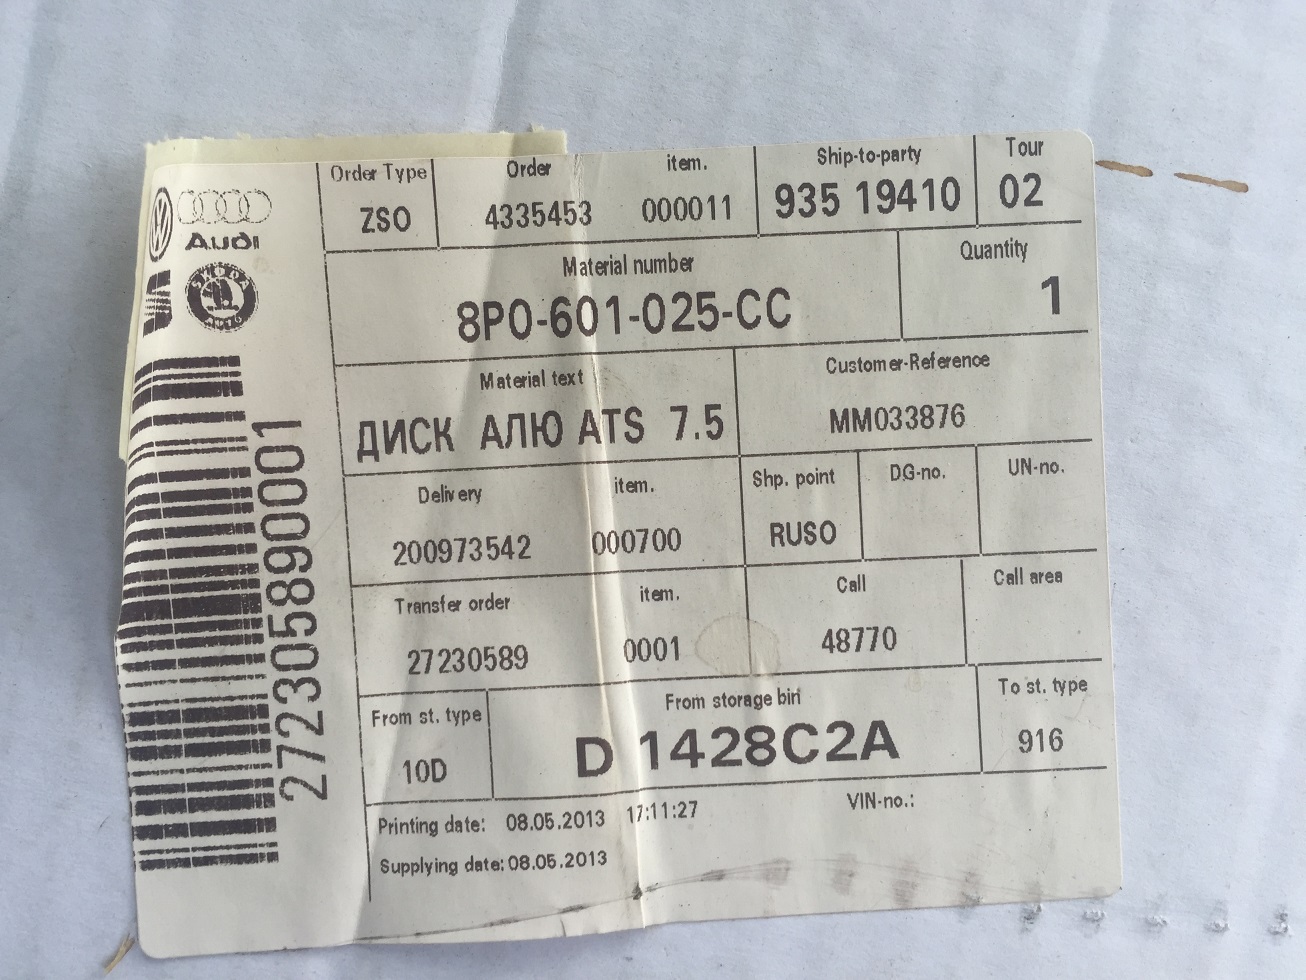 Order Type Order item. Ship-to-party Tour
ZSO 4335453 000011 935 19410 02
Audi
SKODA
AUTO
Material number Quantity
8P0-601-025-CC 1
Material text Customer-Reference
ДИСК АЛЮ ATS 7.5 MM033876
Delivery item. Shp. point DG-no. UN-no.
200973542 000700 RUSO
Transfer order item. Call Call area
27230589 0001 48770
From st. type From storage bin To st. type
10D D 1428C2A 916
Printing date: 08.05.2013 17:11:27 VIN-no.:
Supplying date: 08.05.2013
272305890001